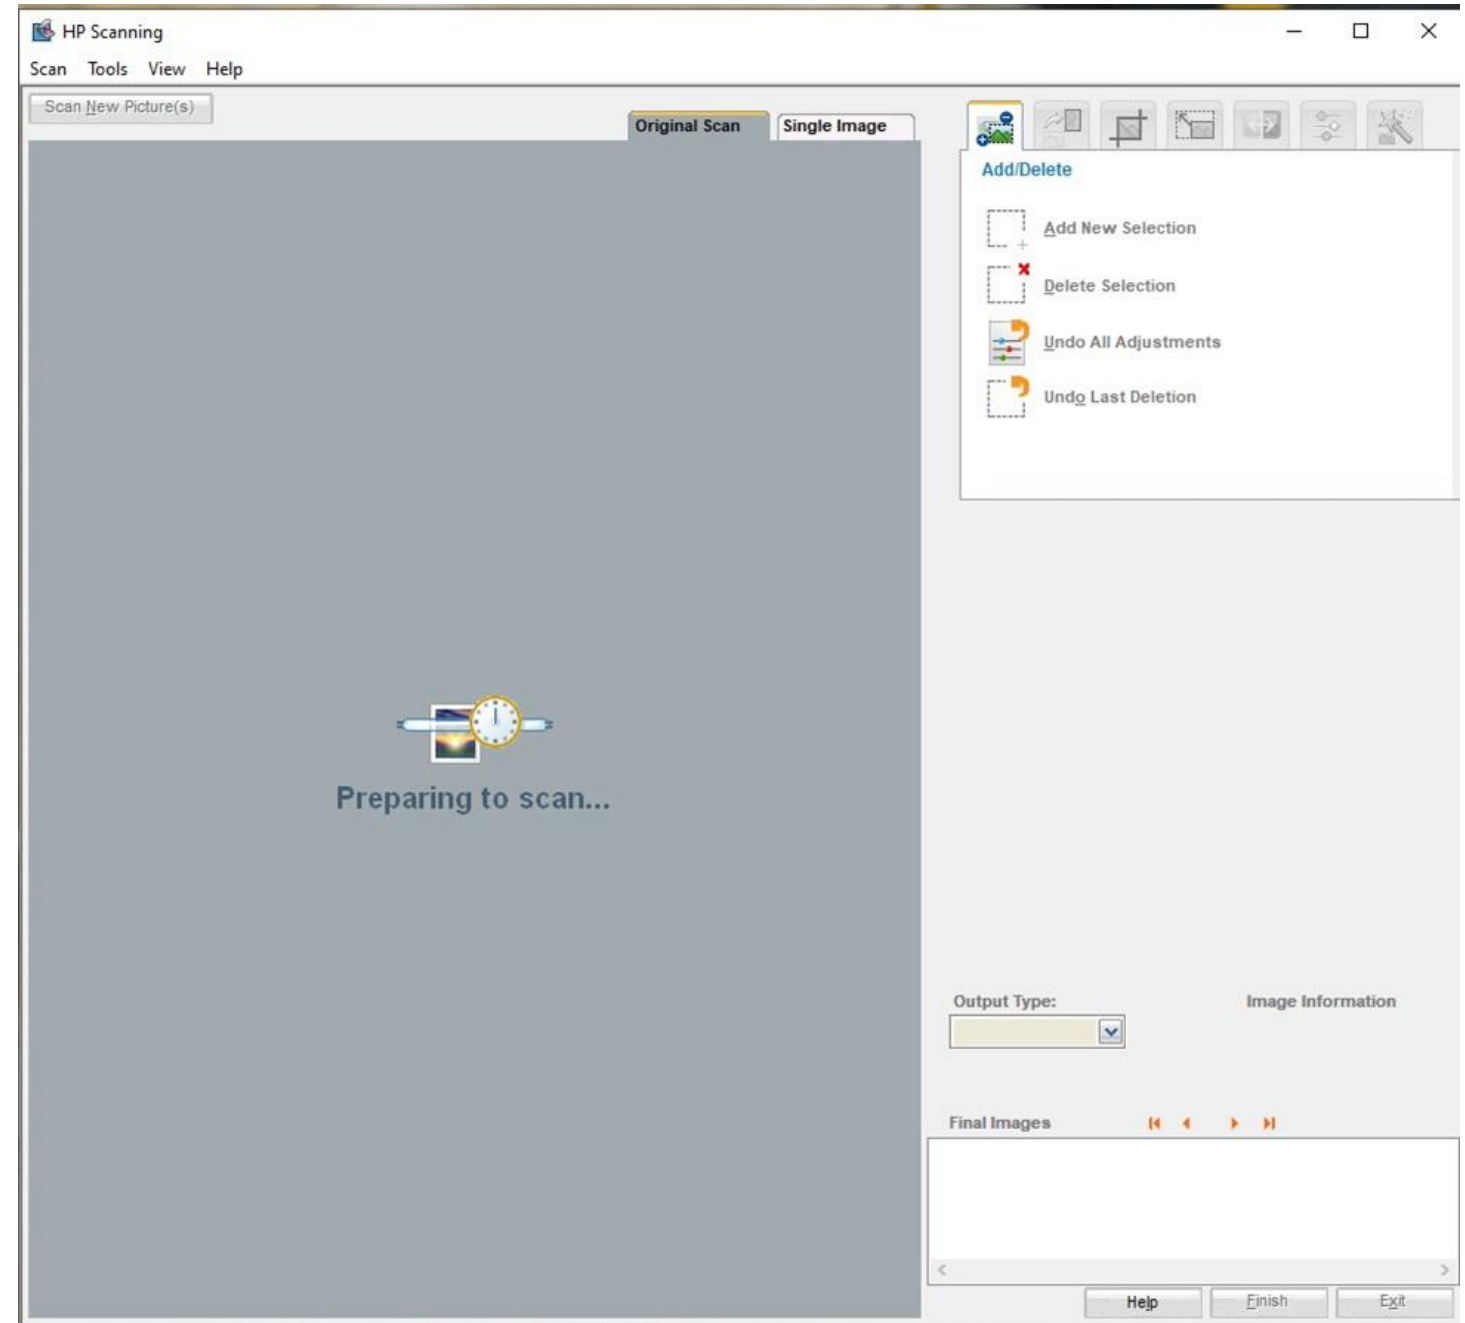 HP Scanning
Scan Tools View Help
Scan New Picture(s)
Original Scan Single Image
Add/Delete
Add New Selection
Delete Selection
Undo All Adjustments
Undo Last Deletion
Preparing to scan...
Output Type: Image Information
Final Images
Help Finish Exit